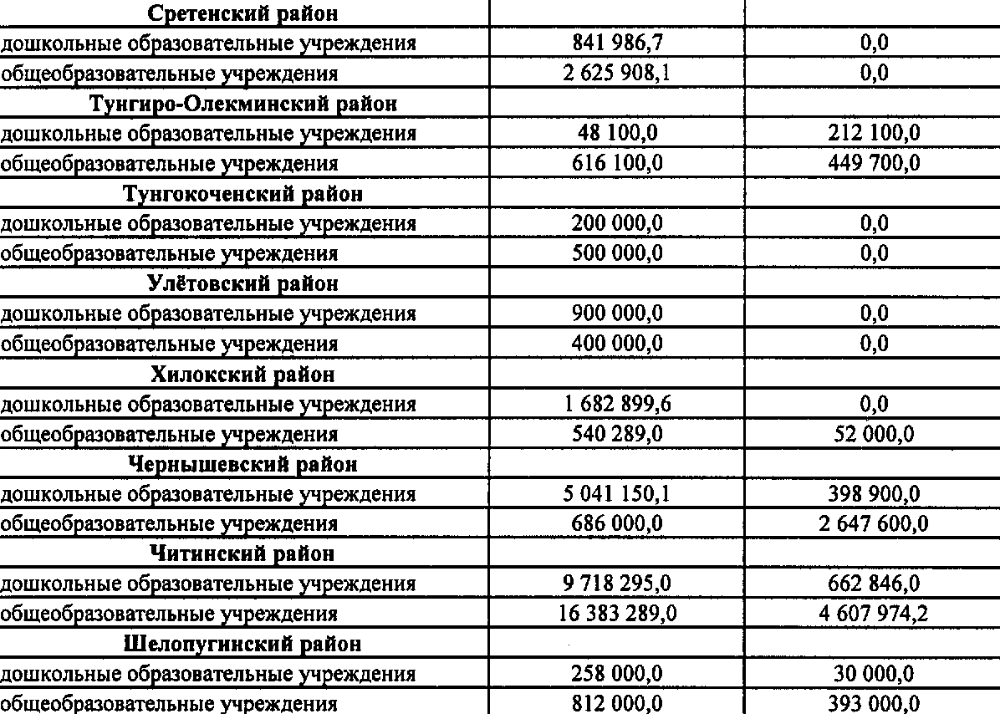 Сретенский район
дошкольные образовательные учреждения 841 986,7 0,0
общеобразовательные учреждения 2 625 908,1 0,0
Тунгиро-Олекминский район
дошкольные образовательные учреждения 48 100,0 212 100,0
общеобразовательные учреждения 616 100,0 449 700,0
Тунгокоченский район
дошкольные образовательные учреждения 200 000,0 0,0
общеобразовательные учреждения 500 000,0 0,0
Улётовский район
дошкольные образовательные учреждения 900 000,0 0,0
общеобразовательные учреждения 400 000,0 0,0
Хилокский район
дошкольные образовательные учреждения 1 682 899,6 0,0
общеобразовательные учреждения 540 289,0 52 000,0
Чернышевский район
дошкольные образовательные учреждения 5 041 150,1 398 900,0
общеобразовательные учреждения 686 000,0 2 647 600,0
Читинский район
дошкольные образовательные учреждения 9 718 295,0 662 846,0
общеобразовательные учреждения 16 383 289,0 4 607 974,2
Шелопугинский район
дошкольные образовательные учреждения 258 000,0 30 000,0
общеобразовательные учреждения 812 000,0 393 000,0